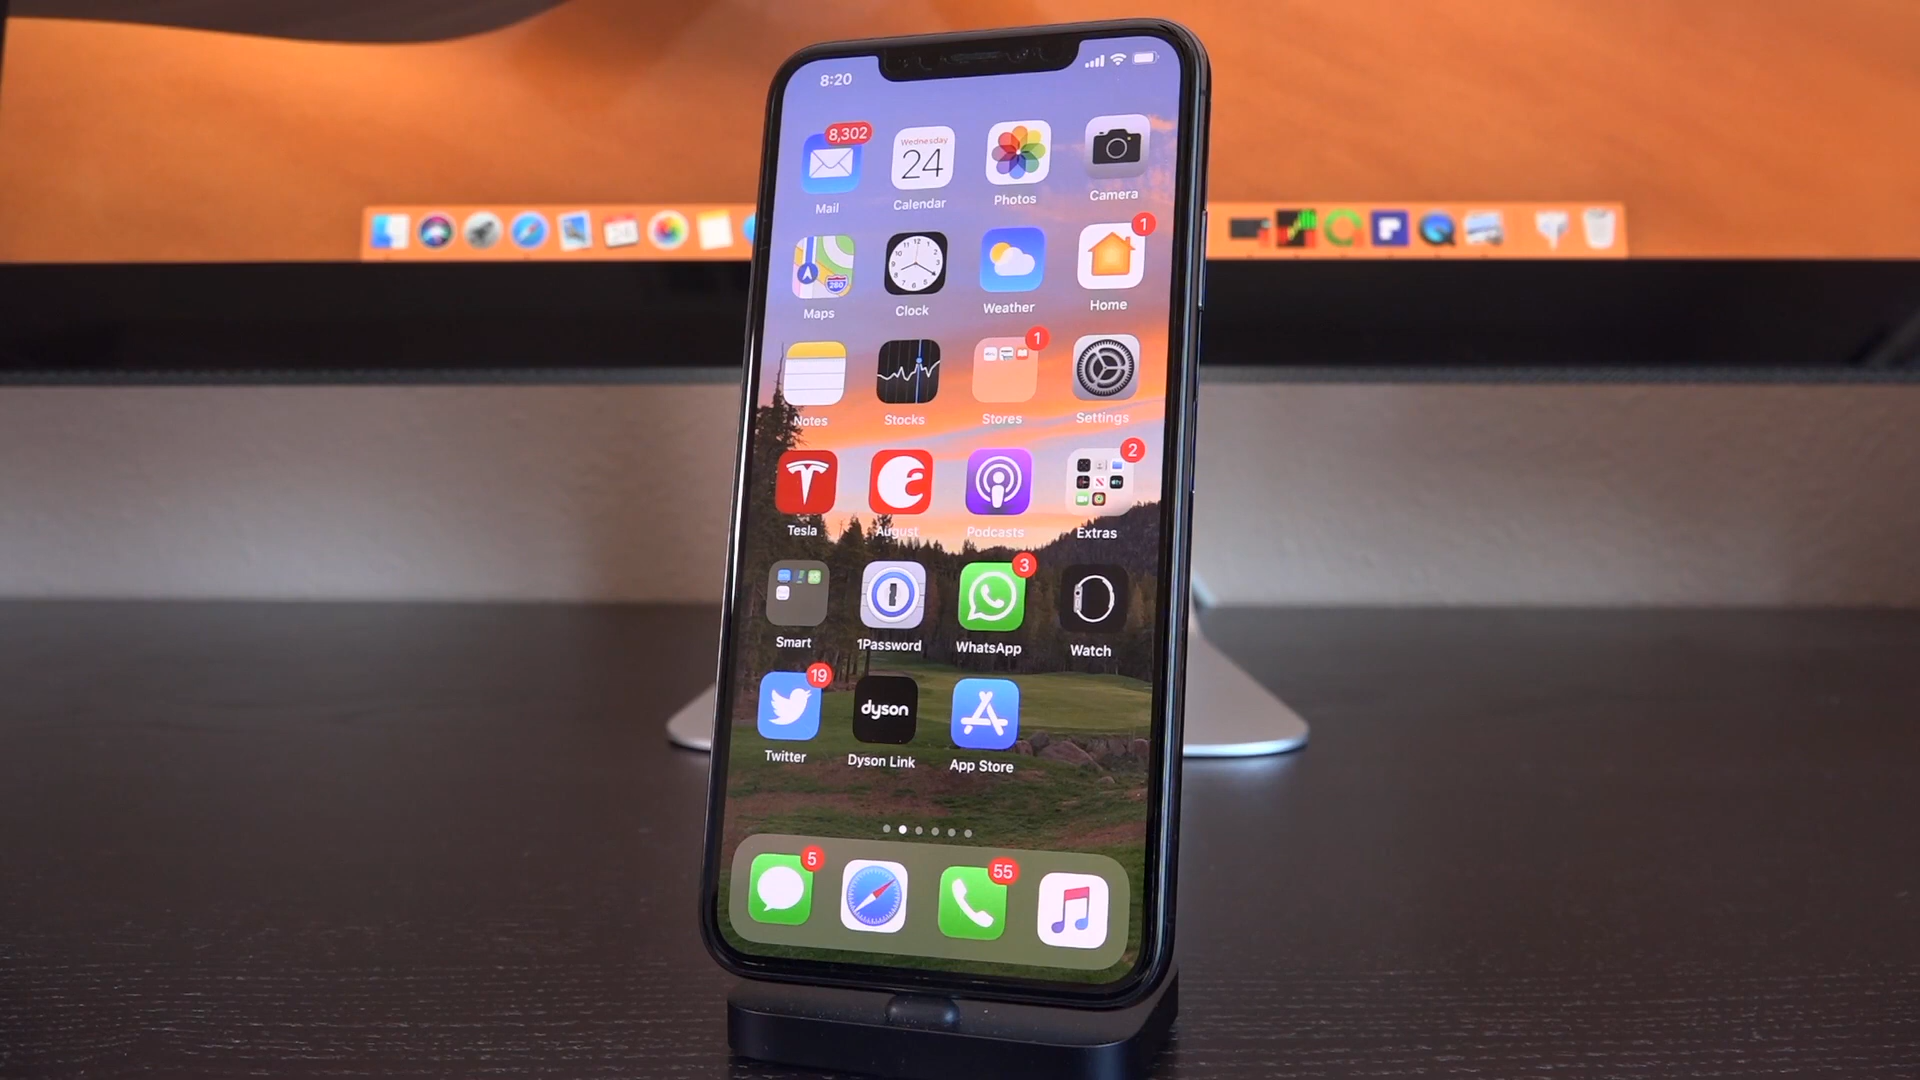 8:20
8,302
Wednesday
24
Mail
Calendar
Photos
Camera
1
280
Maps
Clock
Weather
Home
1
Notes
Stocks
Stores
Settings
2
Tesla
August
Podcasts
Extras
3
Smart
1Password
WhatsApp
Watch
19
dyson
Twitter
Dyson Link
App Store
5
55